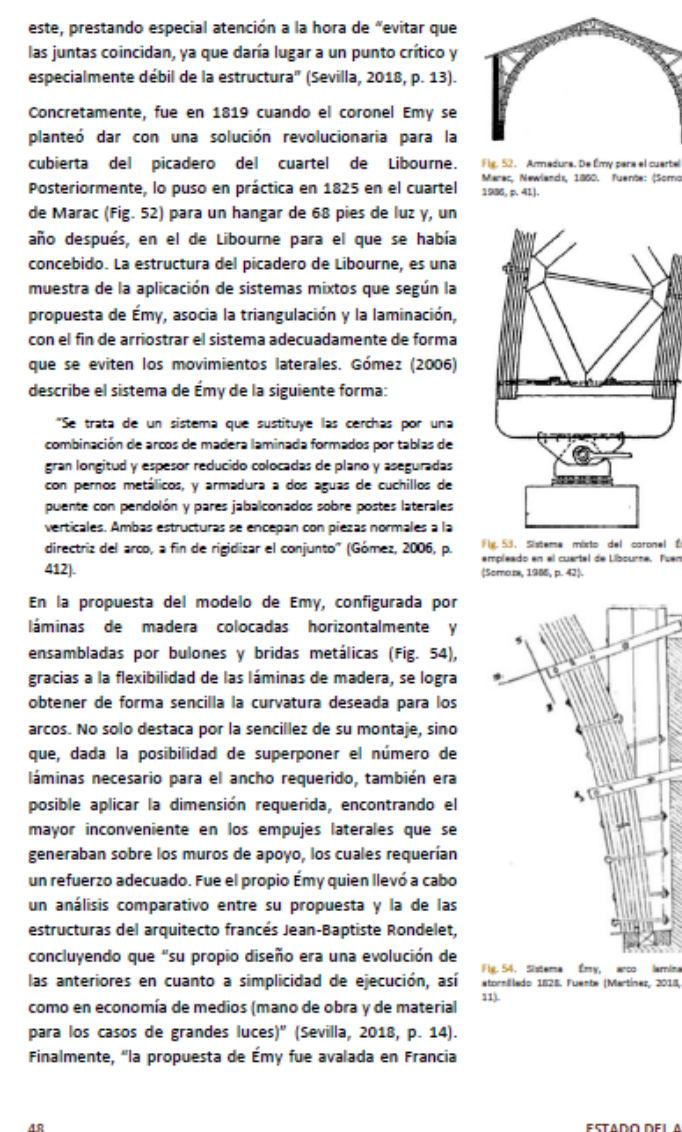 este, prestando especial atención a la hora de “evitar que
las juntas coincidan, ya que daría lugar a un punto crítico y
especialmente débil de la estructura” (Sevilla, 2018, p. 13).
Concretamente, fue en 1819 cuando el coronel Emy se
planteó dar con una solución revolucionaria para la
cubierta del picadero del cuartel de Libourne.
Posteriormente, lo puso en práctica en 1825 en el cuartel
de Marac (Fig. 52) para un hangar de 68 pies de luz y, un
año después, en el de Libourne para el que se había
concebido. La estructura del picadero de Libourne, es una
muestra de la aplicación de sistemas mixtos que según la
propuesta de Émy, asocia la triangulación y la laminación,
con el fin de arriostrar el sistema adecuadamente de forma
que se eviten los movimientos laterales. Gómez (2006)
describe el sistema de Émy de la siguiente forma:
“Se trata de un sistema que sustituye las cerchas por una
combinación de arcos de madera laminada formados por tablas de
gran longitud y espesor reducido colocadas de plano y aseguradas
con pernos metálicos, y armadura a dos aguas de cuchillos de
puente con pendolón y pares jabalconados sobre postes laterales
verticales. Ambas estructuras se encepan con piezas normales a la
directriz del arco, a fin de rigidizar el conjunto” (Gómez, 2006, p.
412).
En la propuesta del modelo de Emy, configurada por
láminas de madera colocadas horizontalmente y
ensambladas por bulones y bridas metálicas (Fig. 54),
gracias a la flexibilidad de las láminas de madera, se logra
obtener de forma sencilla la curvatura deseada para los
arcos. No solo destaca por la sencillez de su montaje, sino
que, dada la posibilidad de superponer el número de
láminas necesario para el ancho requerido, también era
posible aplicar la dimensión requerida, encontrando el
mayor inconveniente en los empujes laterales que se
generaban sobre los muros de apoyo, los cuales requerían
un refuerzo adecuado. Fue el propio Émy quien llevó a cabo
un análisis comparativo entre su propuesta y la de las
estructuras del arquitecto francés Jean-Baptiste Rondelet,
concluyendo que “su propio diseño era una evolución de
las anteriores en cuanto a simplicidad de ejecución, así
como en economía de medios (mano de obra y de material
para los casos de grandes luces)” (Sevilla, 2018, p. 14).
Finalmente, “la propuesta de Émy fue avalada en Francia
Fig. 52. Armadura. De Émy para el cuartel
Marac, Newlands, 1860. Fuente: (Somo
1986, p. 41).
Fig. 53. Sistema mixto del coronel É
empleado en el cuartel de Libourne. Fuen
(Somoza, 1986, p. 42).
Fig. 54. Sistema Émy, arco lamina
atornillado 1828. Fuente (Martínez, 2018,
11).
48
ESTADO DEL A